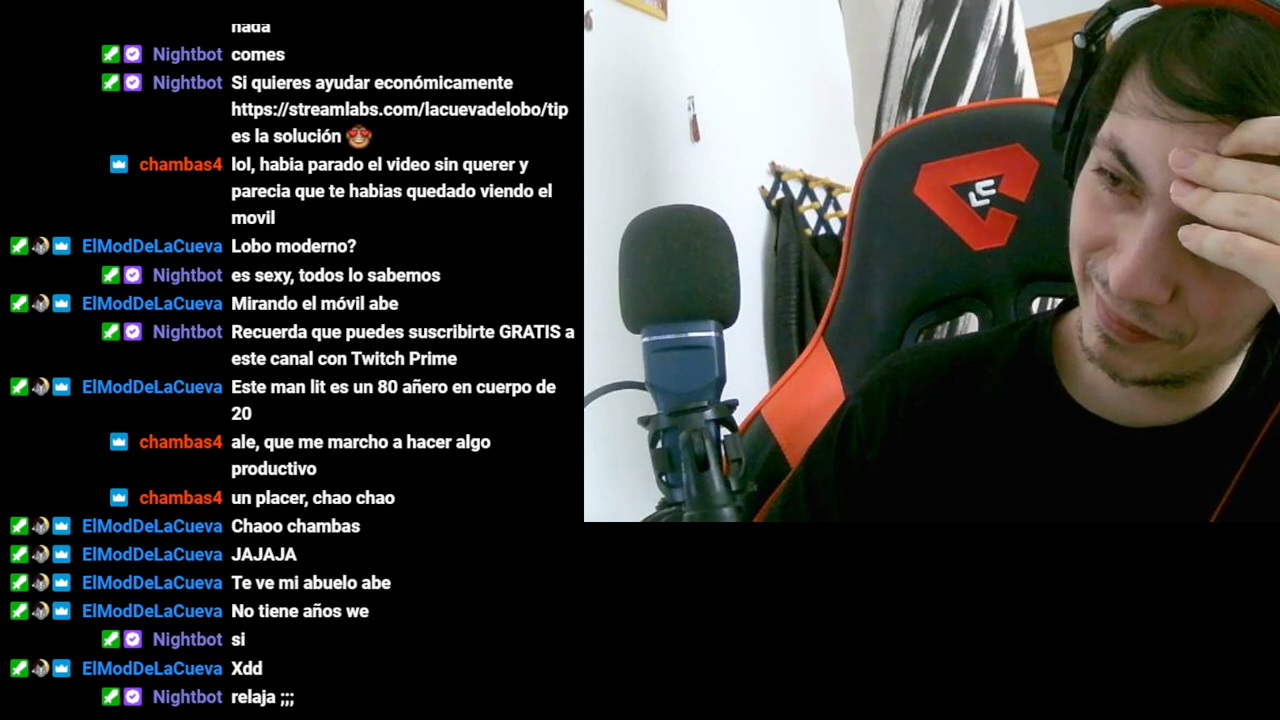 nada
Nightbot comes
Nightbot Si quieres ayudar económicamente
https://streamlabs.com/lacuevadelobo/tip
es la solución
chambas4 lol, habia parado el video sin querer y
parecia que te habias quedado viendo el
movil
ElModDeLaCueva Lobo moderno?
Nightbot es sexy, todos lo sabemos
ElModDeLaCueva Mirando el móvil abe
Nightbot Recuerda que puedes suscribirte GRATIS a
este canal con Twitch Prime
ElModDeLaCueva Este man lit es un 80 añero en cuerpo de
20
chambas4 ale, que me marcho a hacer algo
productivo
chambas4 un placer, chao chao
ElModDeLaCueva Chaoo chambas
ElModDeLaCueva JAJAJA
ElModDeLaCueva Te ve mi abuelo abe
ElModDeLaCueva No tiene años we
Nightbot si
ElModDeLaCueva Xdd
Nightbot relaja ;;;